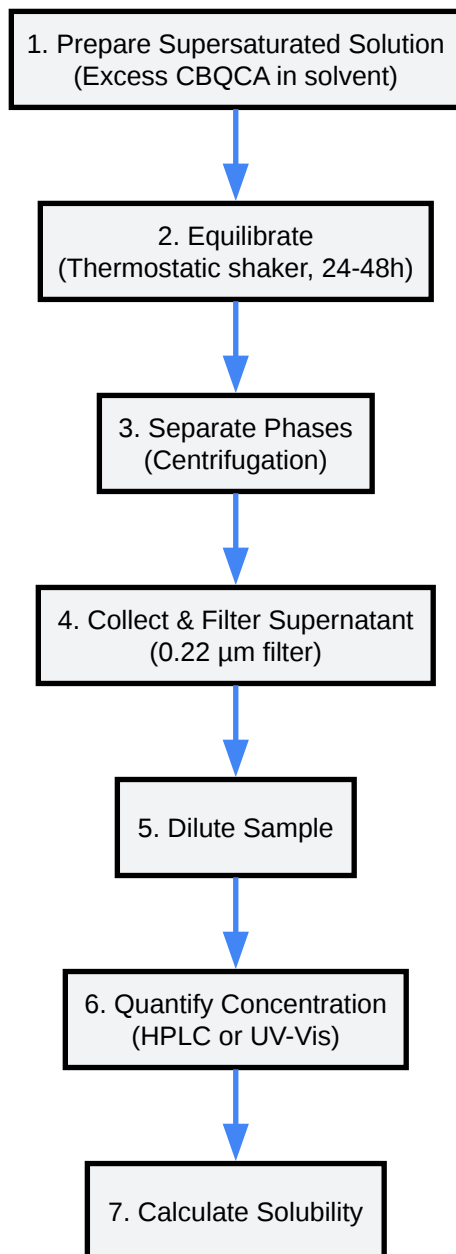 1. Prepare Supersaturated Solution
(Excess CBQCA in solvent)
2. Equilibrate
(Thermostatic shaker, 24-48h)
3. Separate Phases
(Centrifugation)
4. Collect & Filter Supernatant
(0.22 µm filter)
5. Dilute Sample
6. Quantify Concentration
(HPLC or UV-Vis)
7. Calculate Solubility